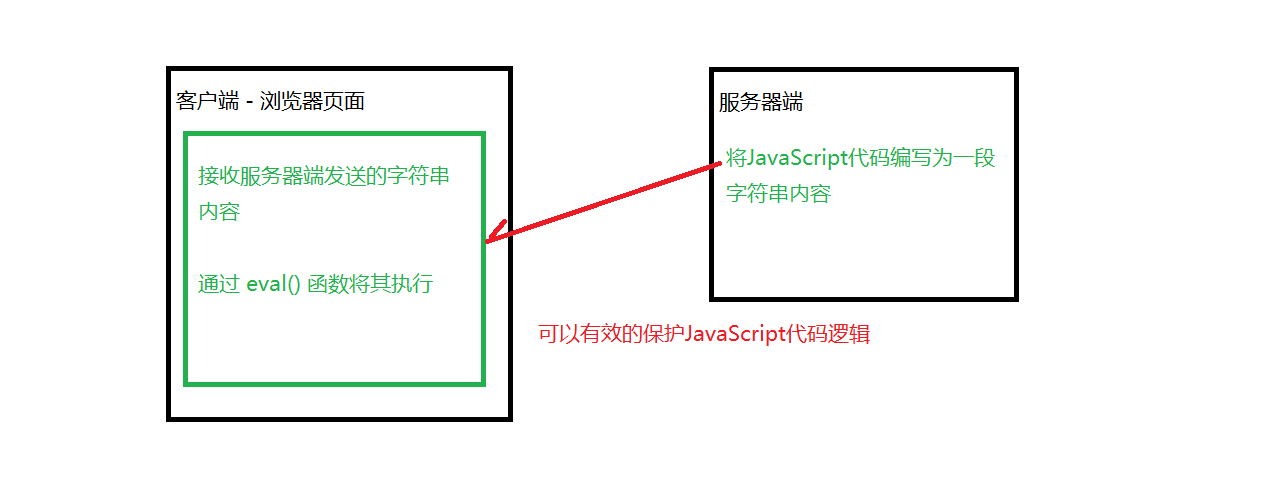 客户端 - 浏览器页面
接收服务器端发送的字符串
内容
通过 eval() 函数将其执行
服务器端
将JavaScript代码编写为一段
字符串内容
可以有效的保护JavaScript代码逻辑